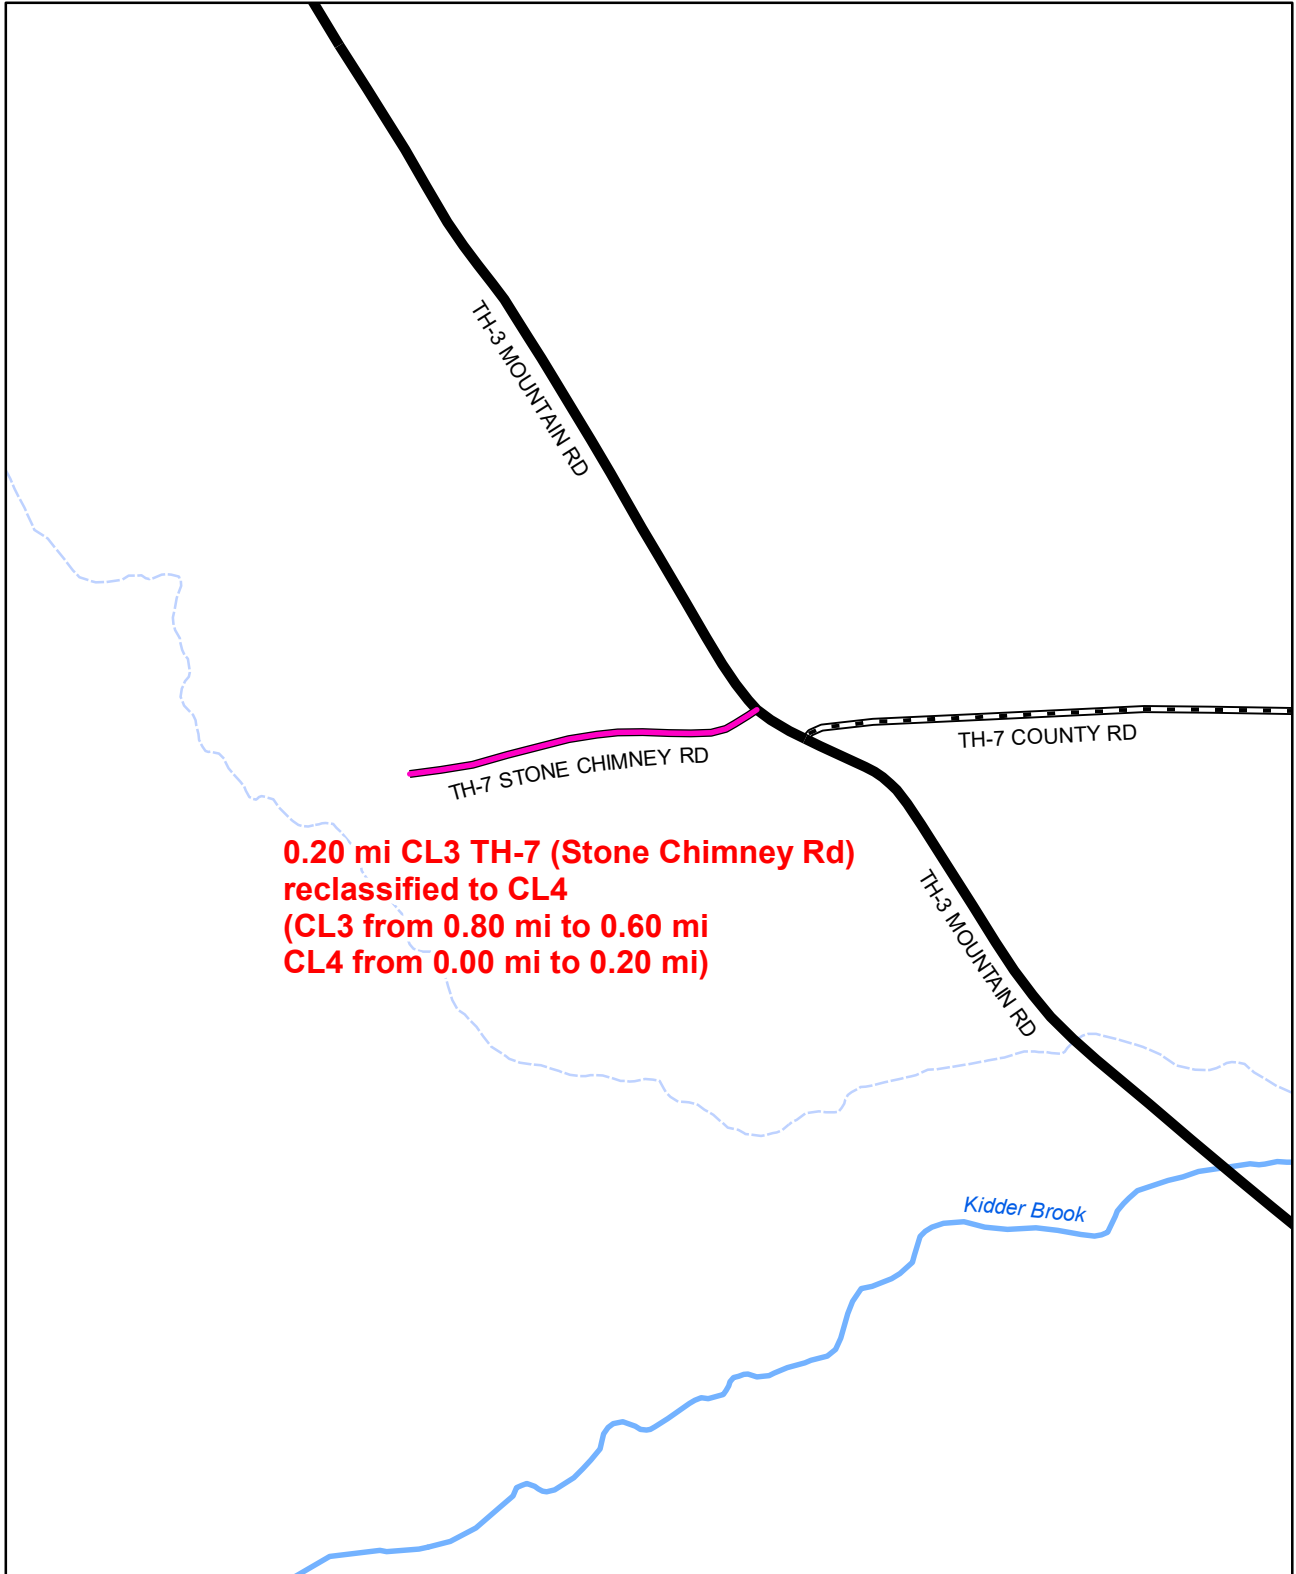 TH-3 MOUNTAIN RD
TH-7 COUNTY RD
TH-7 STONE CHIMNEY RD
0.20 mi CL3 TH-7 (Stone Chimney Rd)
reclassified to CL4
(CL3 from 0.80 mi to 0.60 mi
CL4 from 0.00 mi to 0.20 mi)
TH-3 MOUNTAIN RD
Kidder Brook